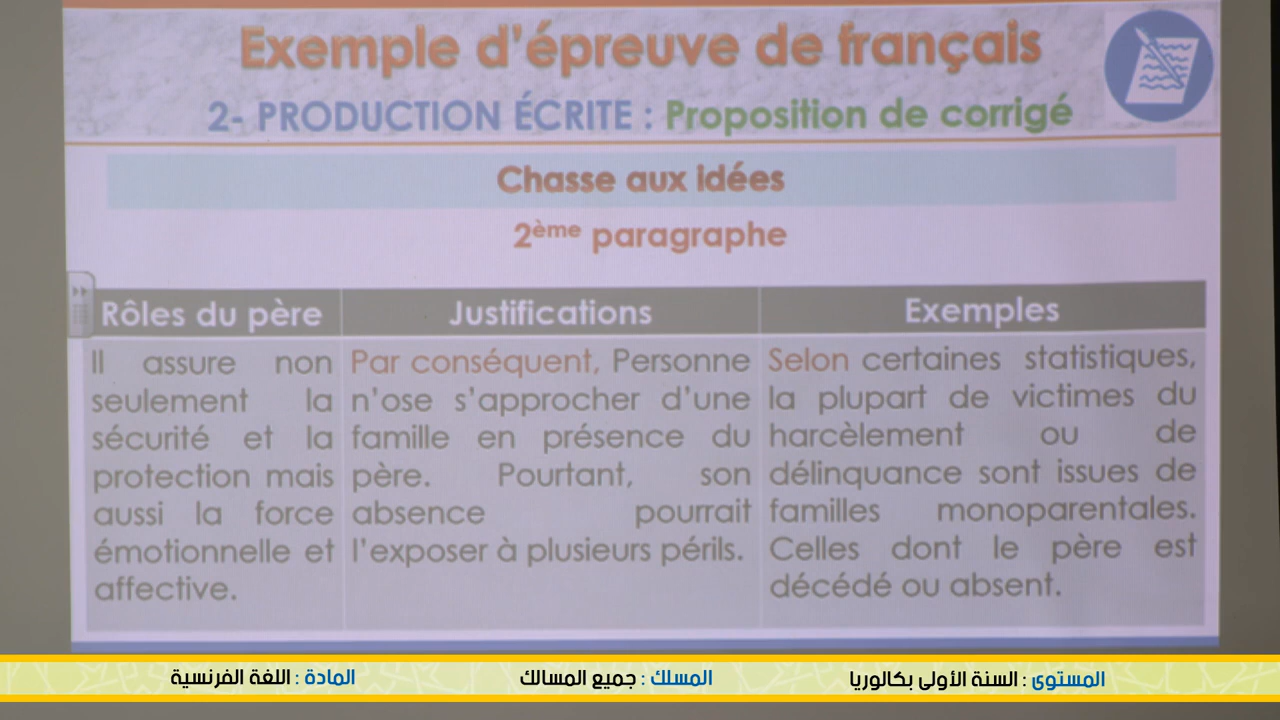 Exemple d'épreuve de français
2- PRODUCTION ÉCRITE : Proposition de corrigé
Chasse aux idées
2ème paragraphe
Rôles du père
Justifications
Exemples
Il assure non
seulement la
sécurité et la
protection mais
aussi la force
émotionnelle et
affective.
Par conséquent, Personne
n'ose s'approcher d'une
famille en présence du
père. Pourtant, son
absence pourrait
l'exposer à plusieurs périls.
Selon certaines statistiques,
la plupart de victimes du
harcèlement ou de
délinquance sont issues de
familles monoparentales.
Celles dont le père est
décédé ou absent.
المستوى : السنة الأولى بكالوريا
المسلك : جميع المسالك
المادة : اللغة الفرنسية